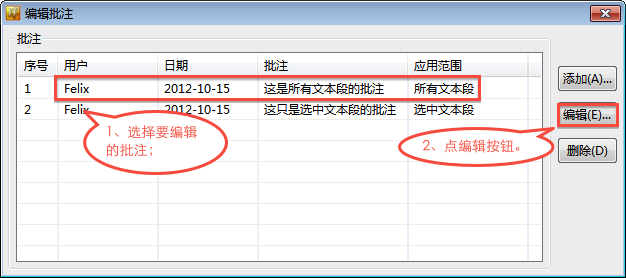 编辑批注
批注
序号 用户 日期 批注 应用范围
1 Felix 2012-10-15 这是所有文本段的批注 所有文本段
2 Felix 2012-10-15 这只是选中文本段的批注 选中文本段
添加(A)...
编辑(E)...
删除(D)
1、选择要编辑
的批注；
2、点编辑按钮。